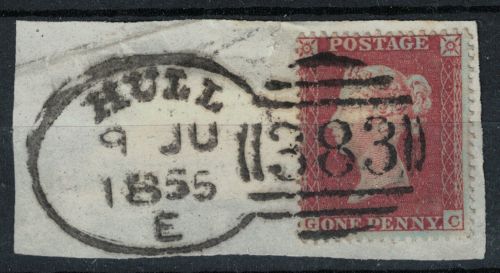 HULL
9 JU
1855
E
383
POSTAGE
G ONE PENNY C